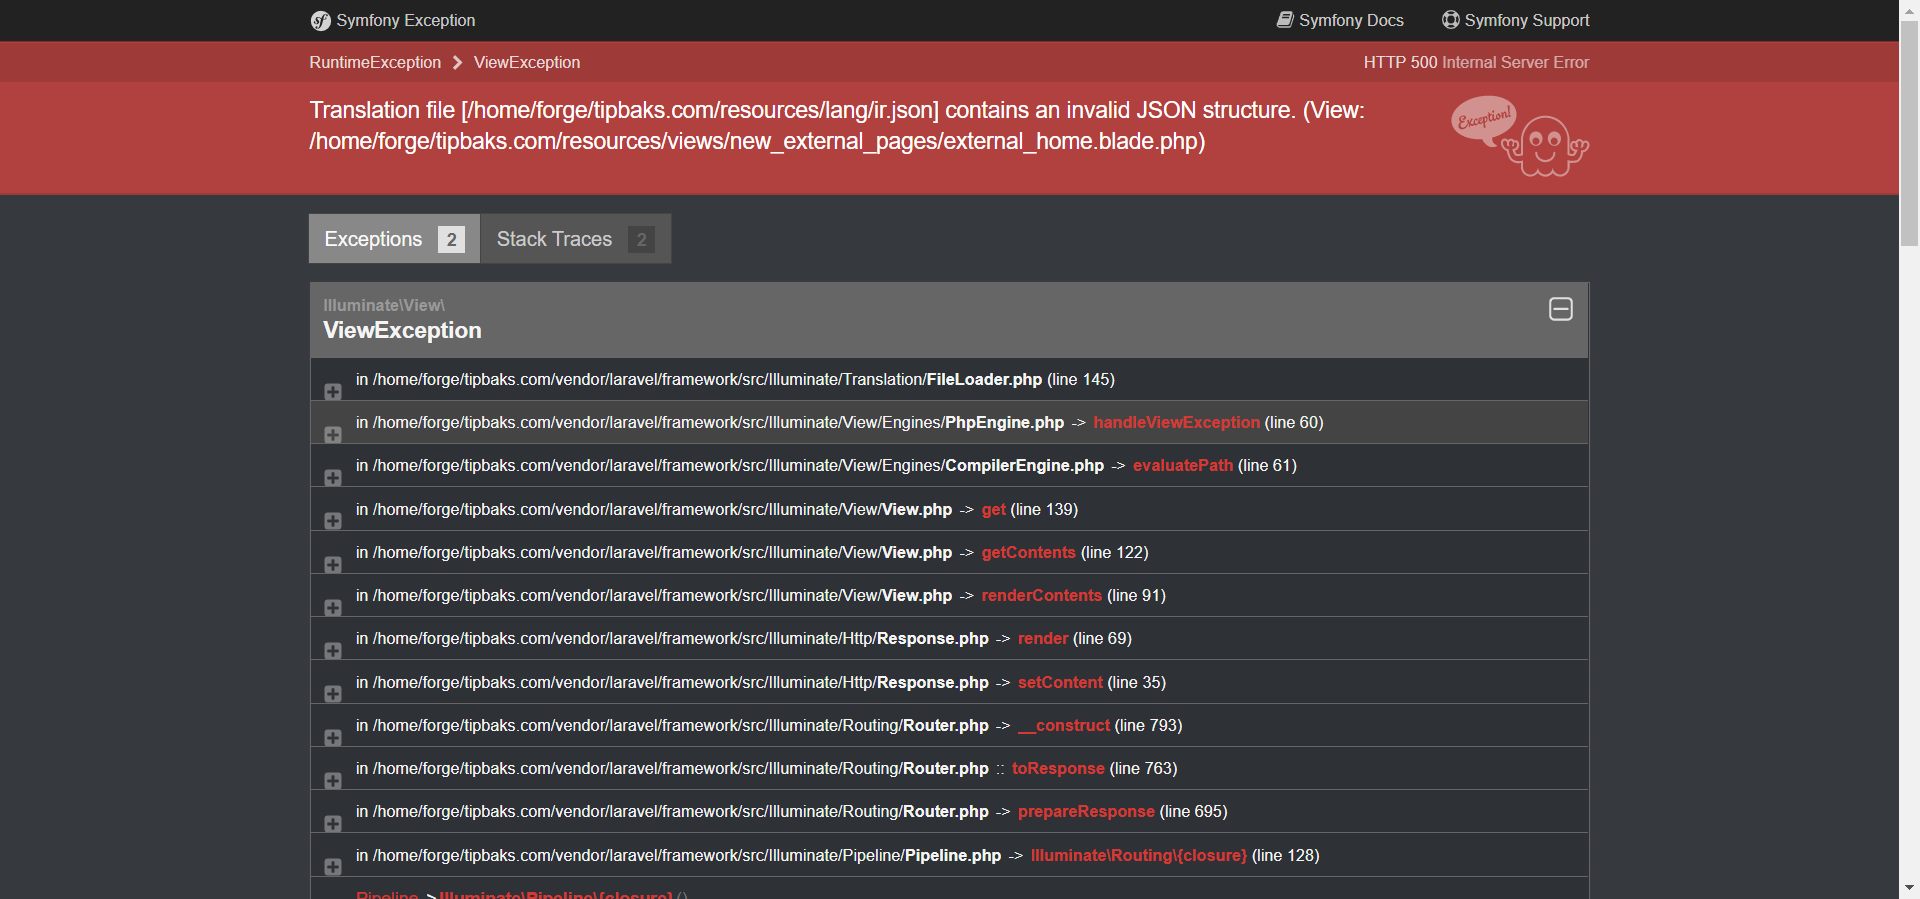 Symfony Exception
Symfony Docs
Symfony Support
RuntimeException ViewException
HTTP 500 Internal Server Error
Translation file [/home/forge/tipbaks.com/resources/lang/ir.json] contains an invalid JSON structure. (View:
/home/forge/tipbaks.com/resources/views/new_external_pages/external_home.blade.php)
Exception!
Exceptions 2
Stack Traces 2
Illuminate\View\
ViewException
in /home/forge/tipbaks.com/vendor/laravel/framework/src/Illuminate/Translation/FileLoader.php (line 145)
in /home/forge/tipbaks.com/vendor/laravel/framework/src/Illuminate/View/Engines/PhpEngine.php -> handleViewException (line 60)
in /home/forge/tipbaks.com/vendor/laravel/framework/src/Illuminate/View/Engines/CompilerEngine.php -> evaluatePath (line 61)
in /home/forge/tipbaks.com/vendor/laravel/framework/src/Illuminate/View/View.php -> get (line 139)
in /home/forge/tipbaks.com/vendor/laravel/framework/src/Illuminate/View/View.php -> getContents (line 122)
in /home/forge/tipbaks.com/vendor/laravel/framework/src/Illuminate/View/View.php -> renderContents (line 91)
in /home/forge/tipbaks.com/vendor/laravel/framework/src/Illuminate/Http/Response.php -> render (line 69)
in /home/forge/tipbaks.com/vendor/laravel/framework/src/Illuminate/Http/Response.php -> setContent (line 35)
in /home/forge/tipbaks.com/vendor/laravel/framework/src/Illuminate/Routing/Router.php -> __construct (line 793)
in /home/forge/tipbaks.com/vendor/laravel/framework/src/Illuminate/Routing/Router.php :: toResponse (line 763)
in /home/forge/tipbaks.com/vendor/laravel/framework/src/Illuminate/Routing/Router.php -> prepareResponse (line 695)
in /home/forge/tipbaks.com/vendor/laravel/framework/src/Illuminate/Pipeline/Pipeline.php -> Illuminate\Routing\{closure} (line 128)
Pipeline ->Illuminate\Pipeline\{closure} ()